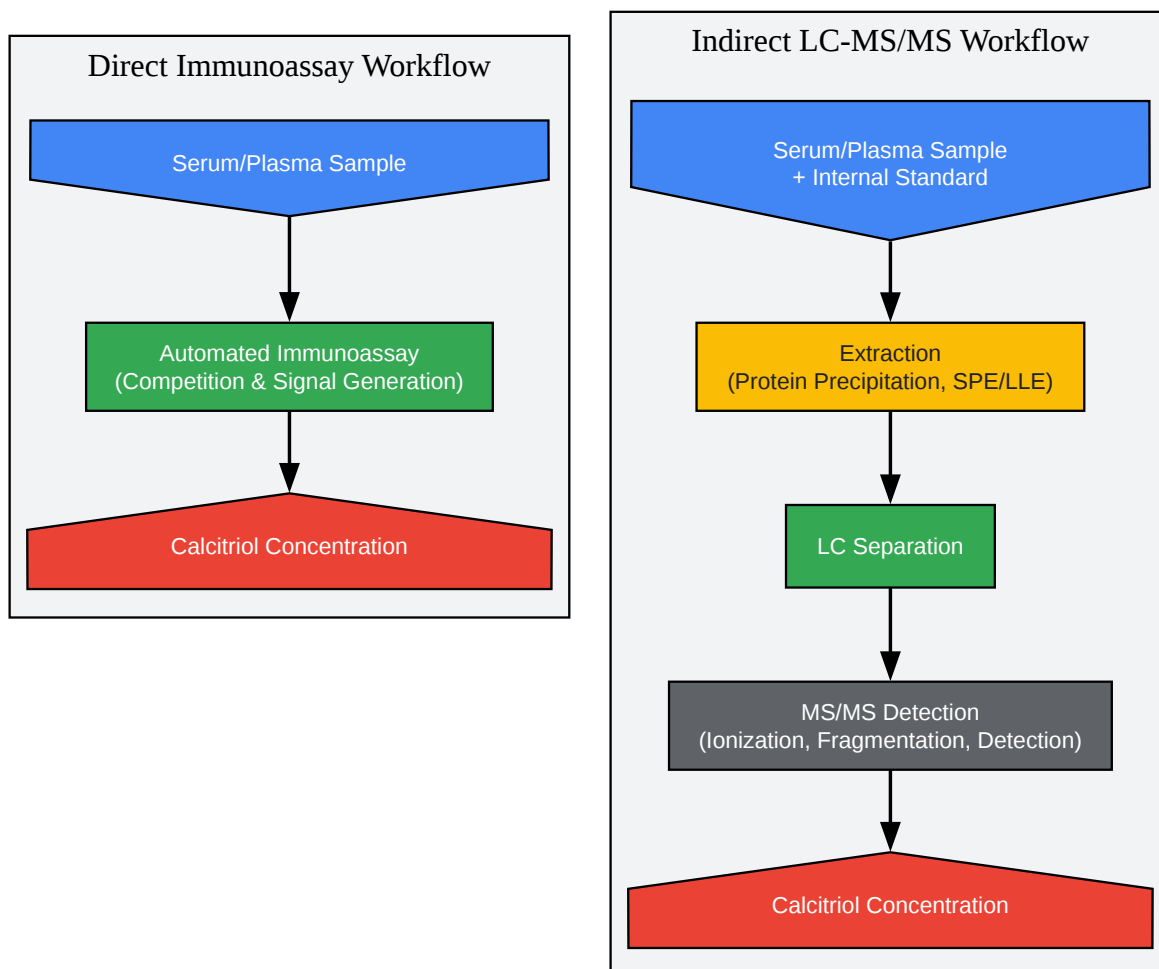 Direct Immunoassay Workflow
Serum/Plasma Sample
Automated Immunoassay
(Competition & Signal Generation)
Calcitriol Concentration
Indirect LC-MS/MS Workflow
Serum/Plasma Sample
+ Internal Standard
Extraction
(Protein Precipitation, SPE/LLE)
LC Separation
MS/MS Detection
(Ionization, Fragmentation, Detection)
Calcitriol Concentration